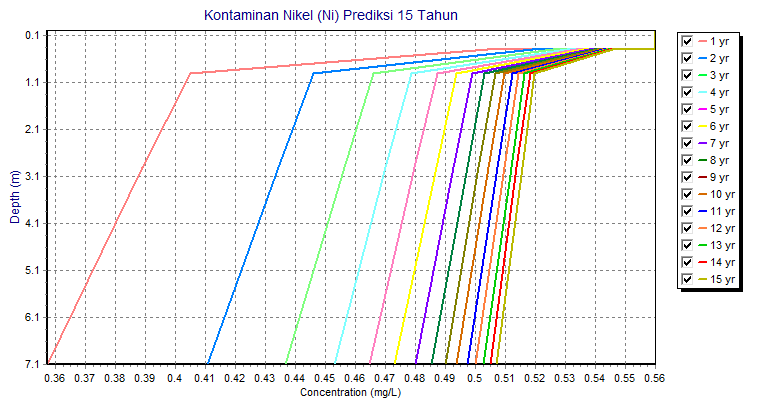 Kontaminan Nikel (Ni) Prediksi 15 Tahun
0.1
1.1
2.1
3.1
4.1
5.1
6.1
7.1
Depth (m)
0.36 0.37 0.38 0.39 0.4 0.41 0.42 0.43 0.44 0.45 0.46 0.47 0.48 0.49 0.5 0.51 0.52 0.53 0.54 0.55 0.56
Concentration (mg/L)
1 yr
2 yr
3 yr
4 yr
5 yr
6 yr
7 yr
8 yr
9 yr
10 yr
11 yr
12 yr
13 yr
14 yr
15 yr